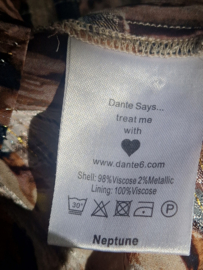 Dante Says...
treat me
with
www.dante6.com
Shell: 98%Viscose 2%Metallic
Lining: 100%Viscose
30°
Neptune